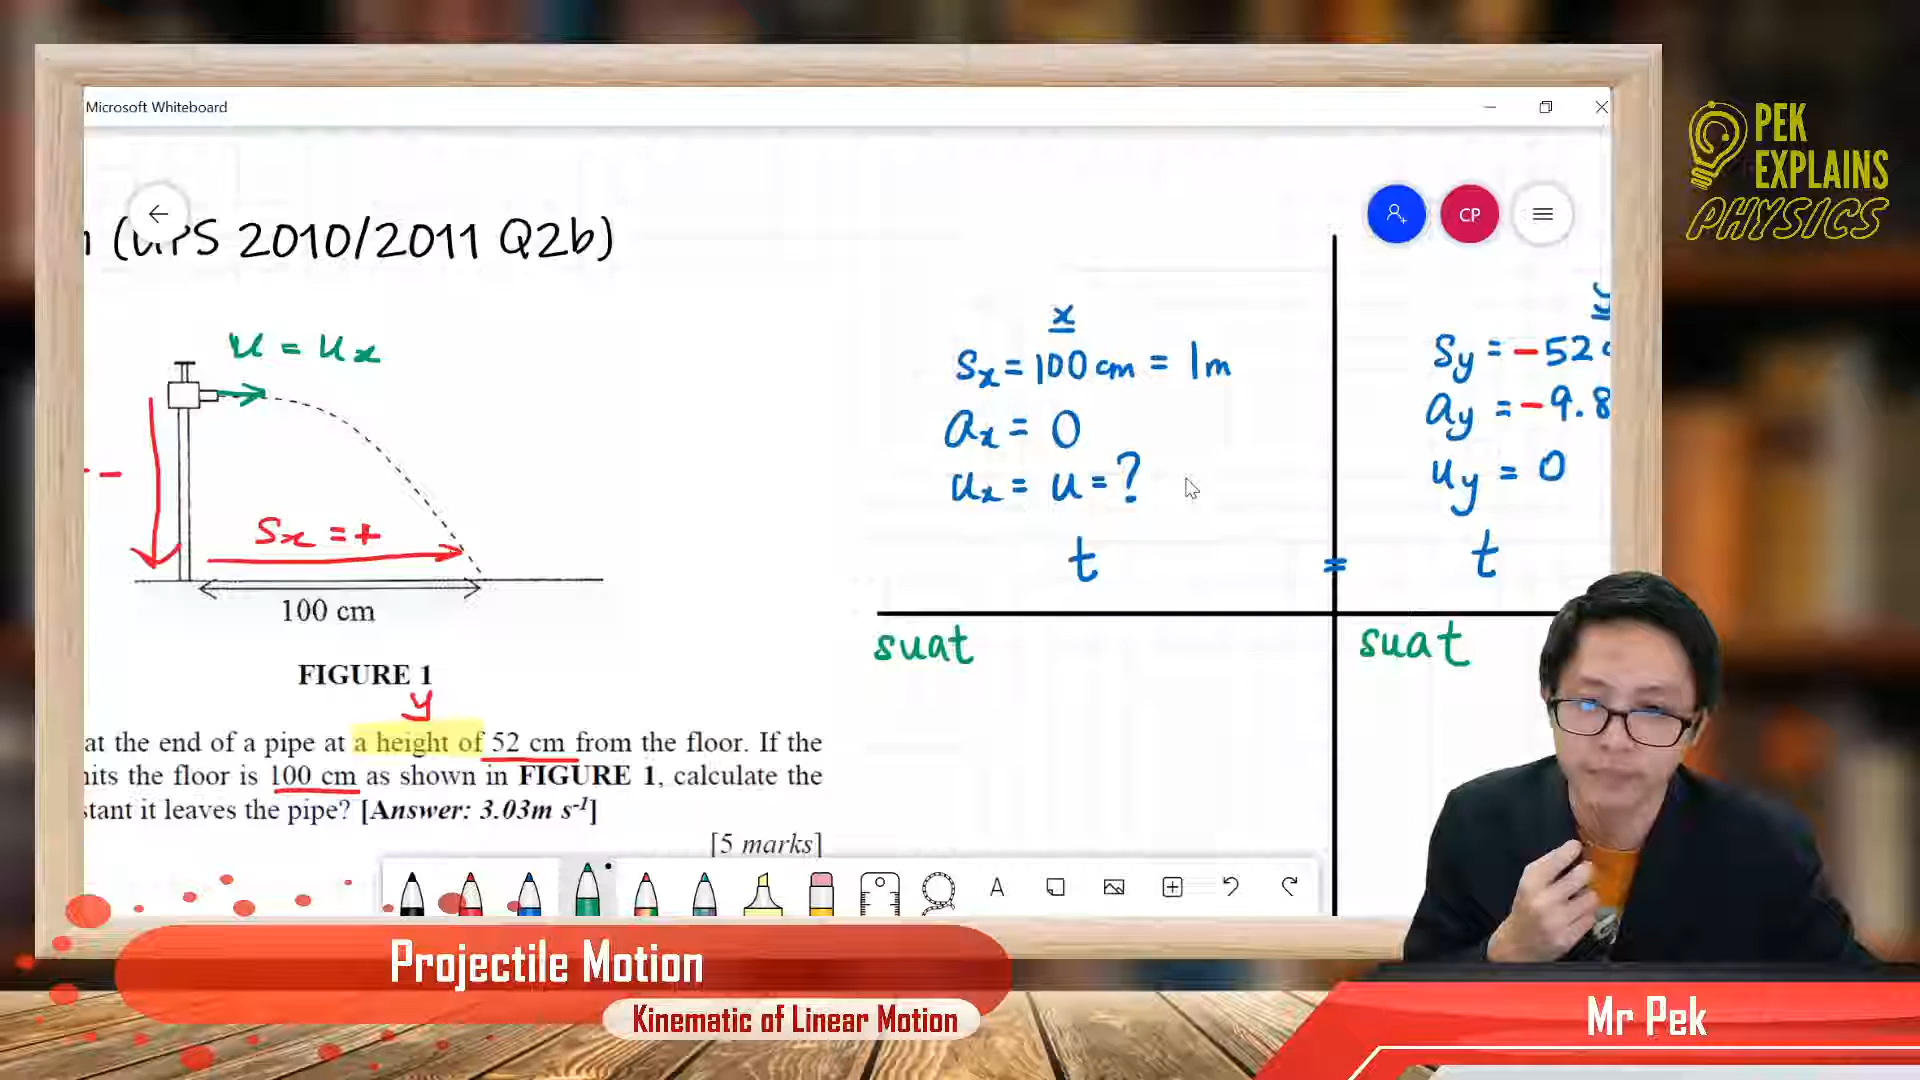 Microsoft Whiteboard
PEK
EXPLAINS
PHYSICS
CP
(UPS 2010/2011 Q2b)
u = ux
Sx = +
100 cm
FIGURE 1
y
at the end of a pipe at a height of 52 cm from the floor. If the
hits the floor is 100 cm as shown in FIGURE 1, calculate the
stant it leaves the pipe? [Answer: 3.03m s⁻¹]
[5 marks]
x
Sx = 100 cm = 1m
ax = 0
ux = u = ?
t = t
suat
y
Sy = -52
ay = -9.8
uy = 0
suat
A
Projectile Motion
Kinematic of Linear Motion
Mr Pek